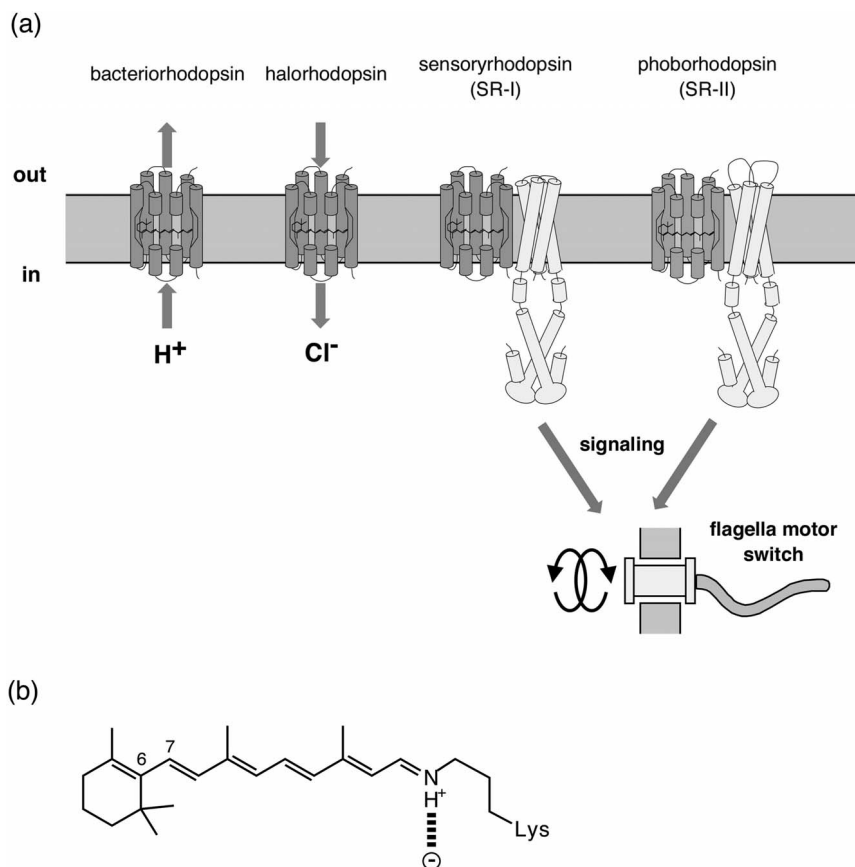 (a)
bacteriorhodopsin halorhodopsin sensoryrhodopsin phoborhodopsin
(SR-I) (SR-II)
out
in
H+
Cl-
signaling
flagella motor
switch
(b)
6
7
N
H+
Lys
−